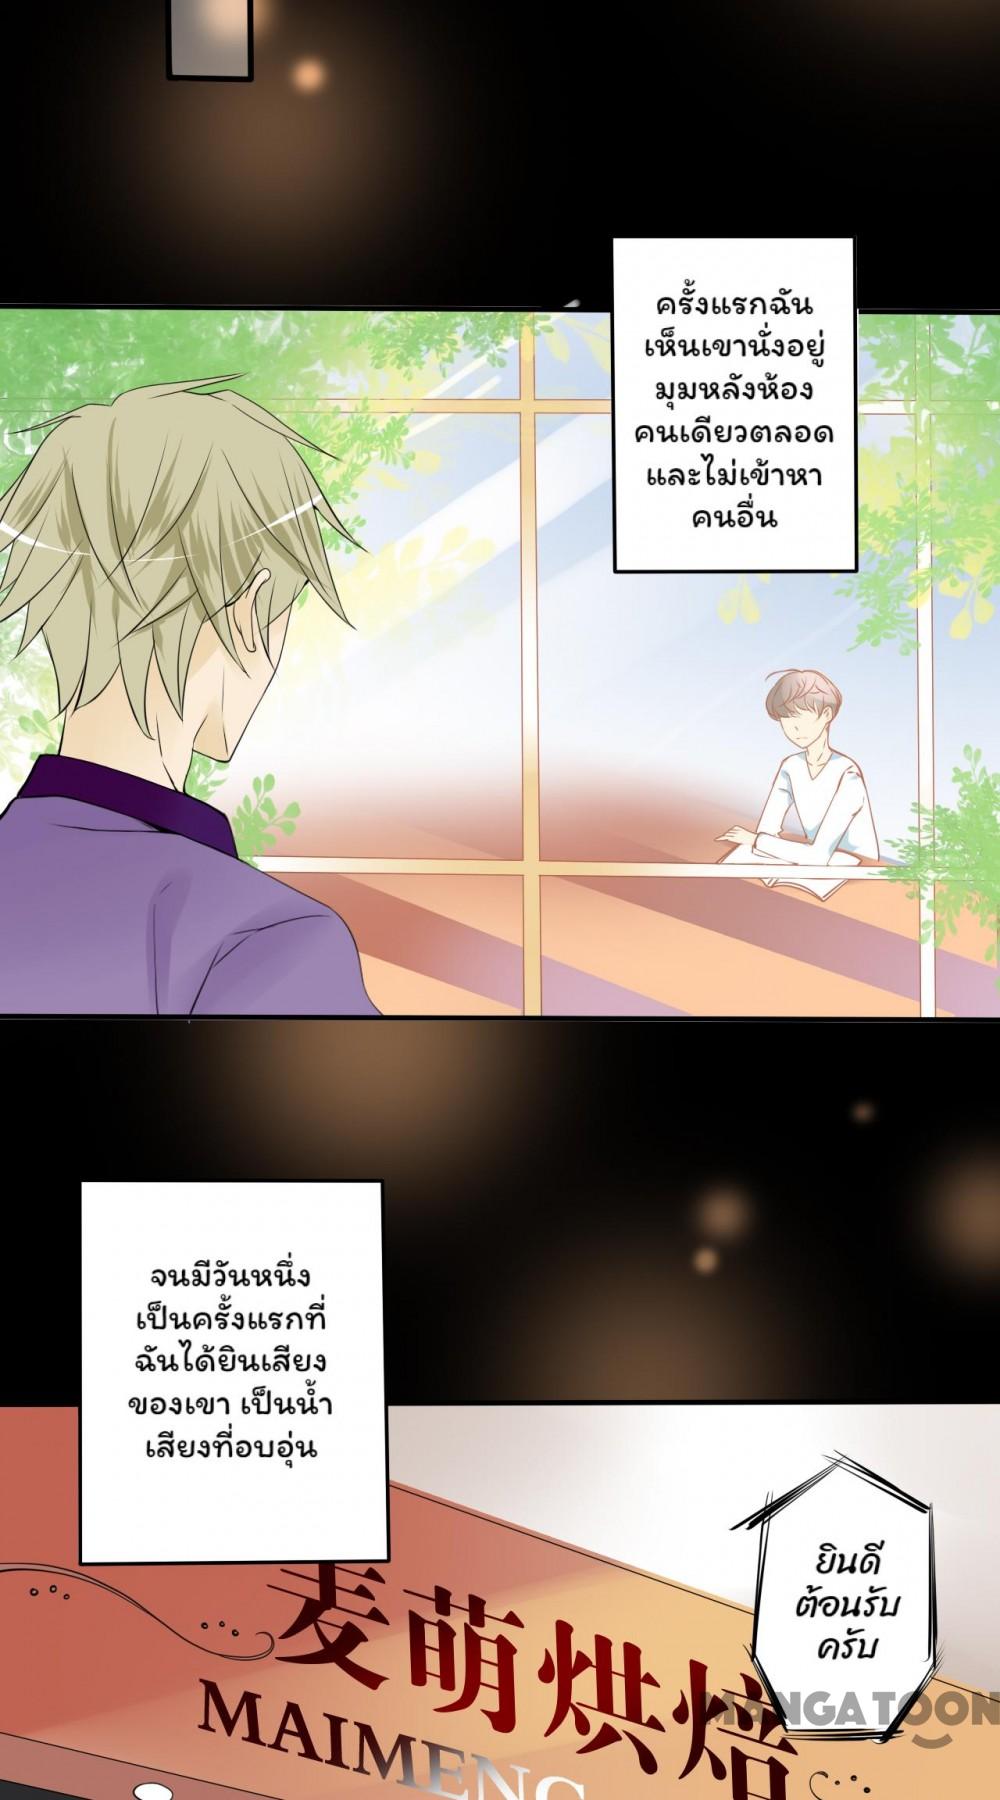 ครั้งแรกฉัน
เห็นเขานั่งอยู่
มุมหลังห้อง
คนเดียวตลอด
และไม่เข้าหา
คนอื่น
จนมีวันหนึ่ง
เป็นครั้งแรกที่
ฉันได้ยินเสียง
ของเขา เป็นน้ำ
เสียงที่อบอุ่น
ยินดี
ต้อนรับ
ครับ
麦萌烘焙
MAIMENG
MANGATOON